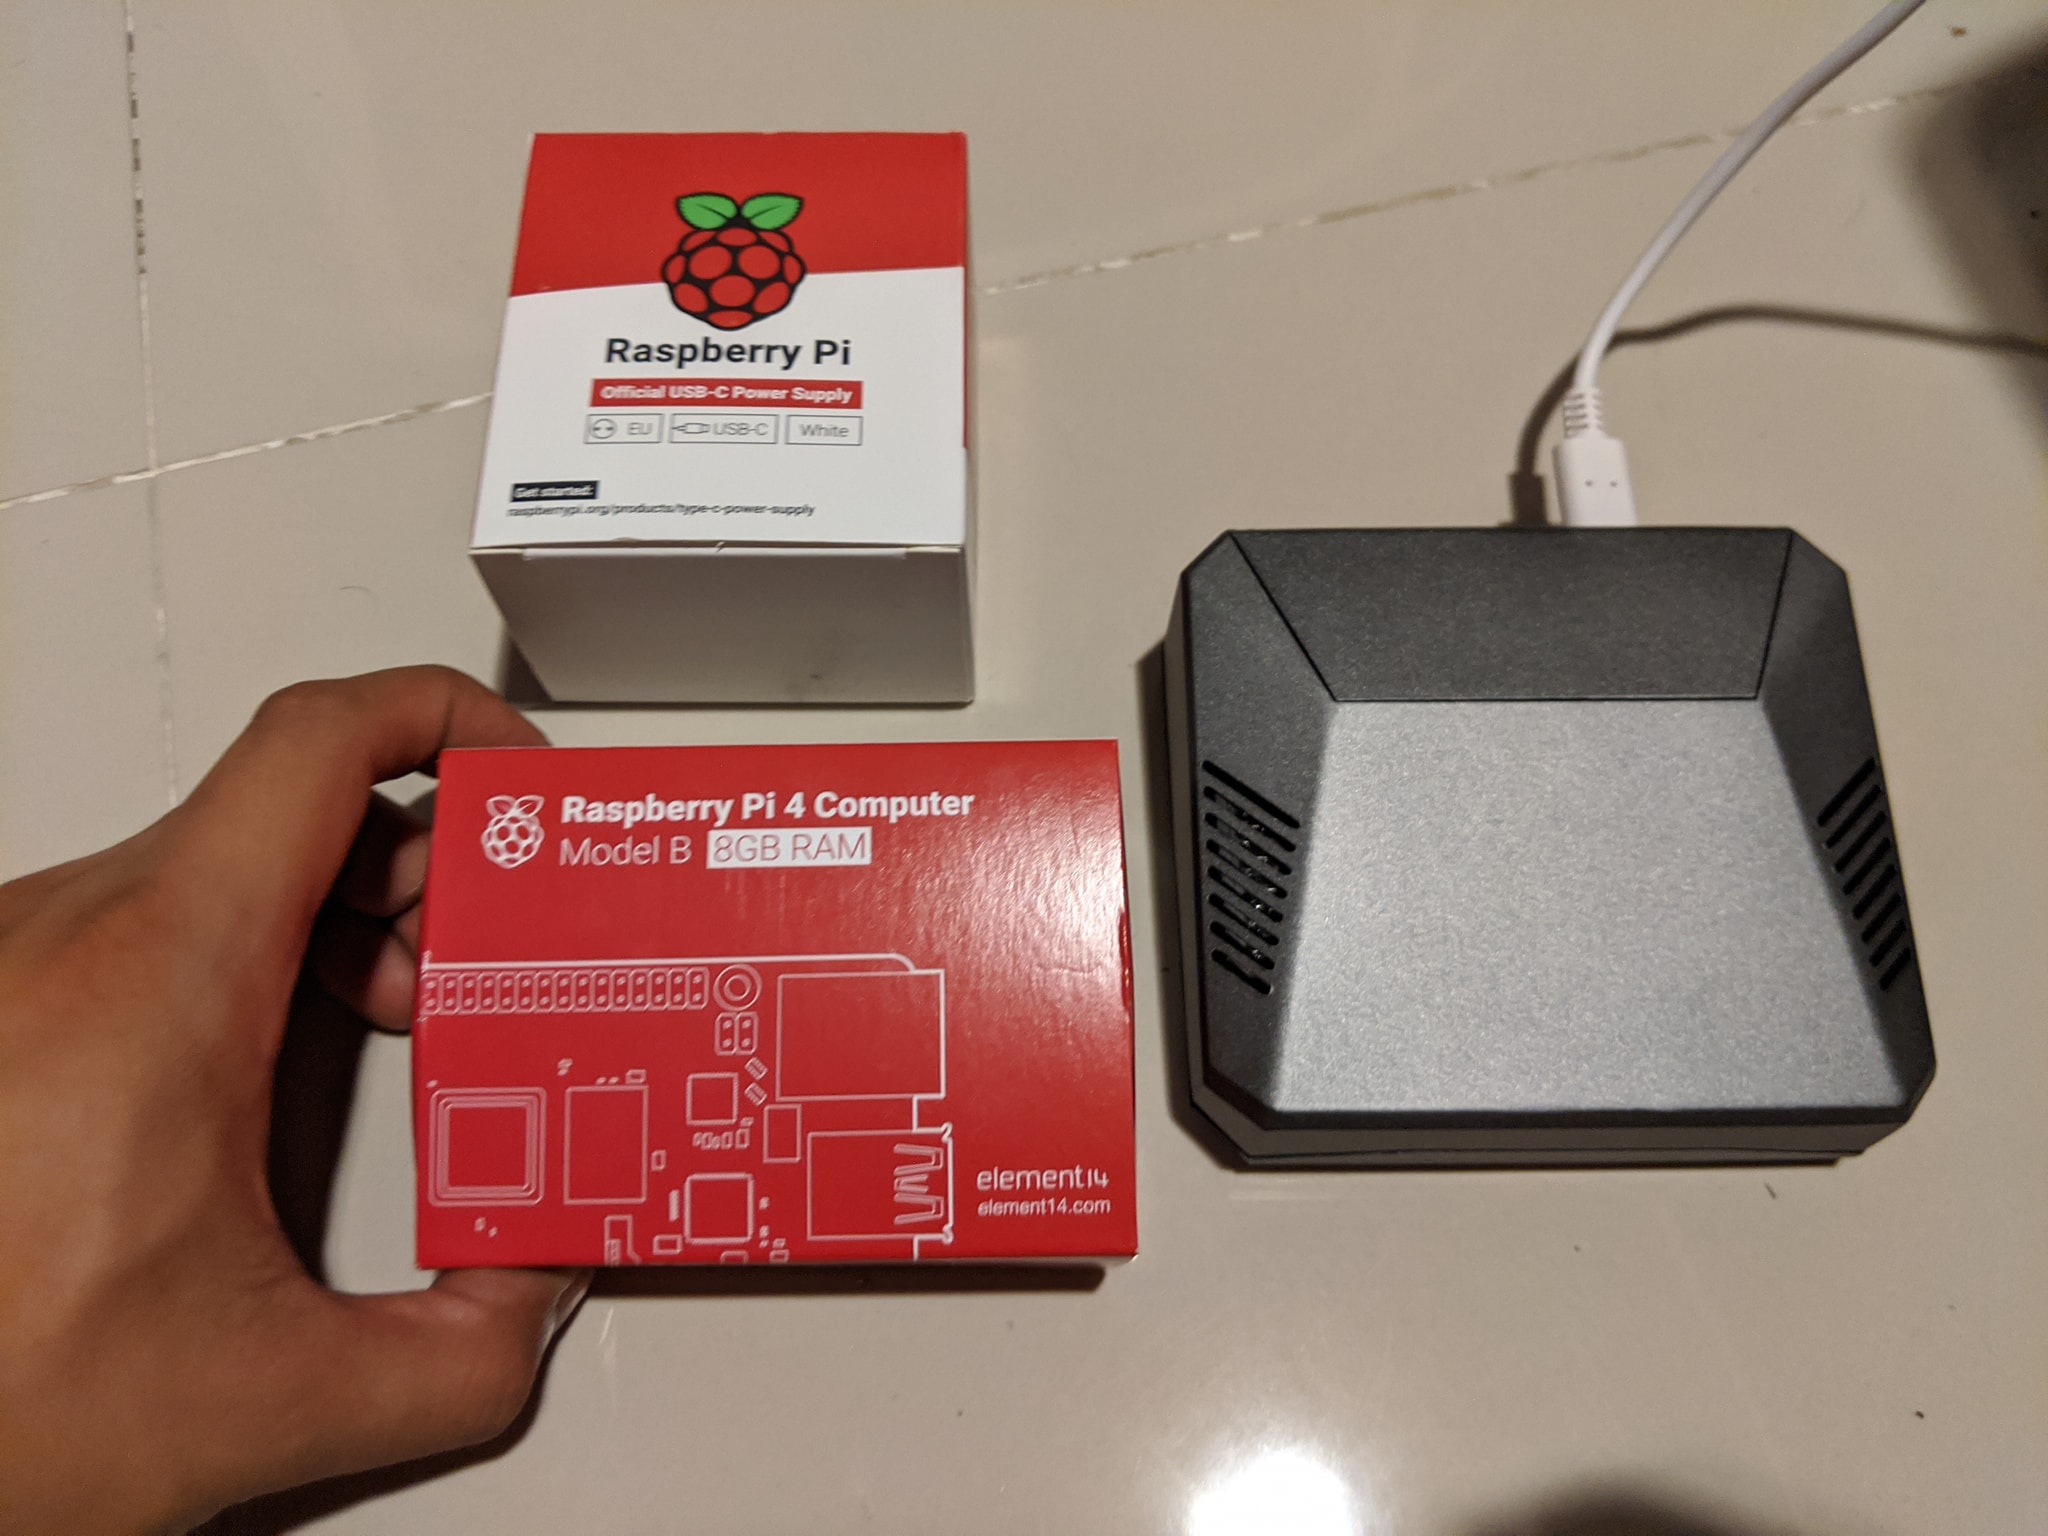 Raspberry Pi
Official USB-C Power Supply
EU USB-C White
Get started:
raspberrypi.org/products/type-c-power-supply
Raspberry Pi 4 Computer
Model B 8GB RAM
element14
element14.com